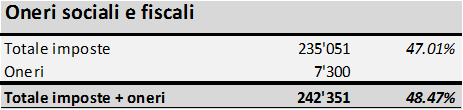 Oneri sociali e fiscali
Totale imposte 235'051 47.01%
Oneri 7'300
Totale imposte + oneri 242'351 48.47%